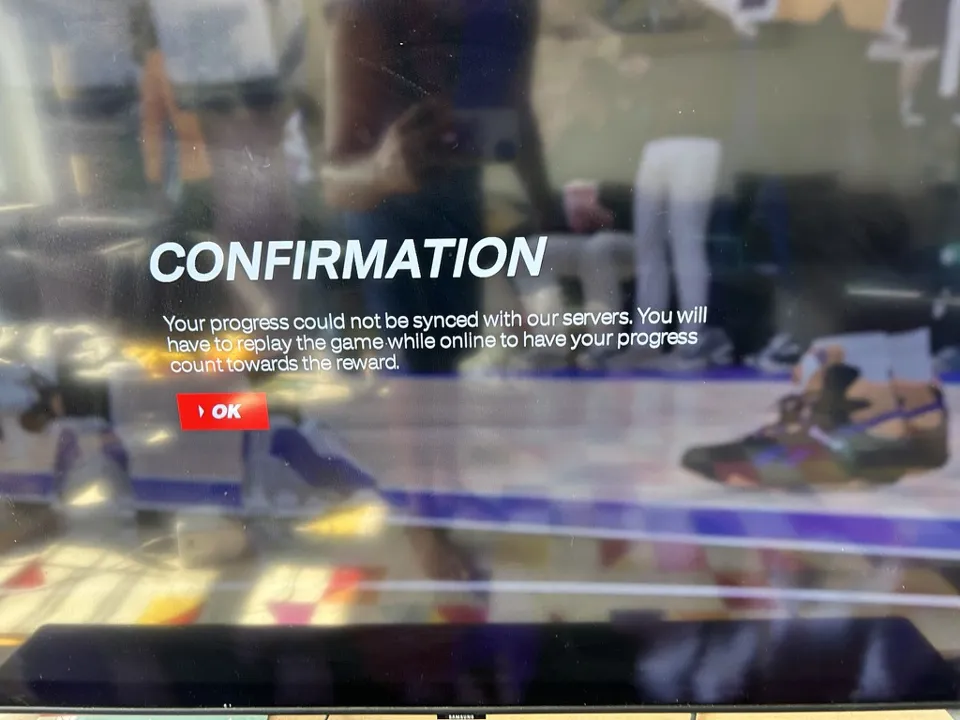 CONFIRMATION
Your progress could not be synced with our servers. You will
have to replay the game while online to have your progress
count towards the reward.
OK
SAMSUNG